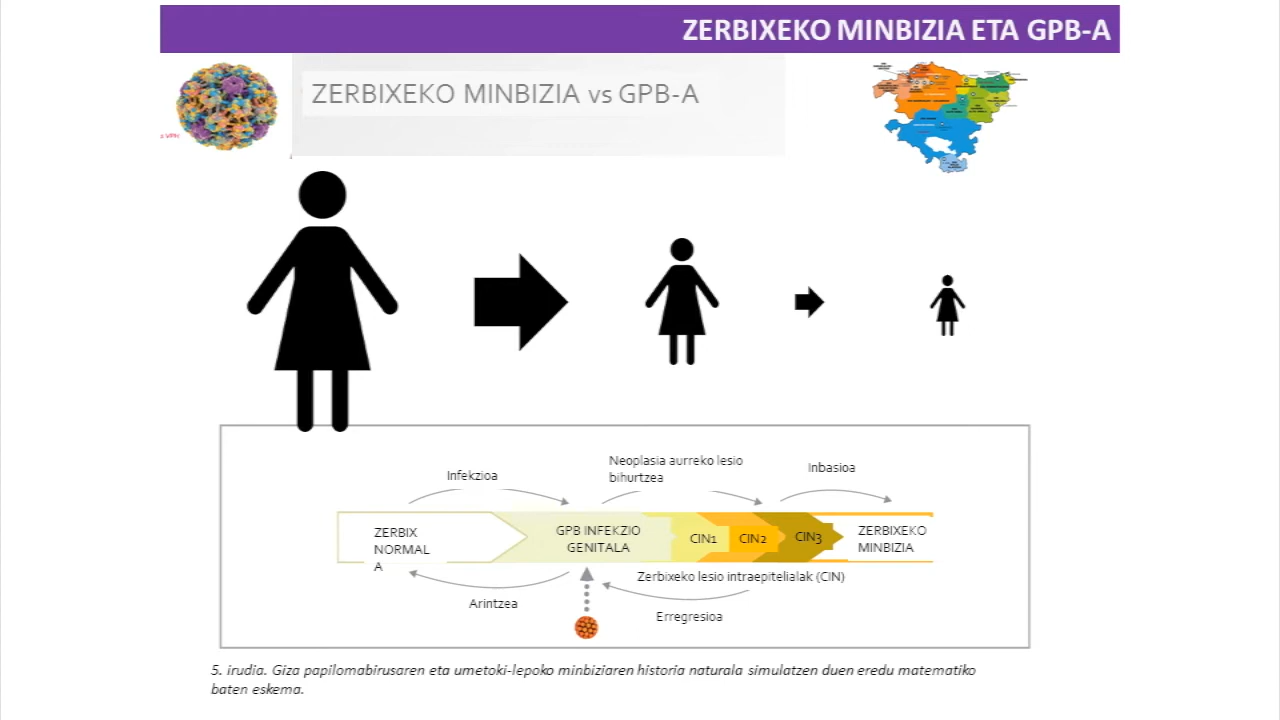 ZERBIXEKO MINBIZIA ETA GPB-A
ZERBIXEKO MINBIZIA vs GPB-A
VPH
Infekzioa
Neoplasia aurreko lesio
bihurtzea
Inbasioa
ZERBIX
NORMAL
A
GPB INFEKZIO
GENITALA
CIN1
CIN2
CIN3
ZERBIXEKO
MINBIZIA
Zerbixeko lesio intraepitelialak (CIN)
Arintzea
Erregresioa
5. irudia. Giza papilomabirusaren eta umetoki-lepoko minbiziaren historia naturala simulatzen duen eredu matematiko
baten eskema.